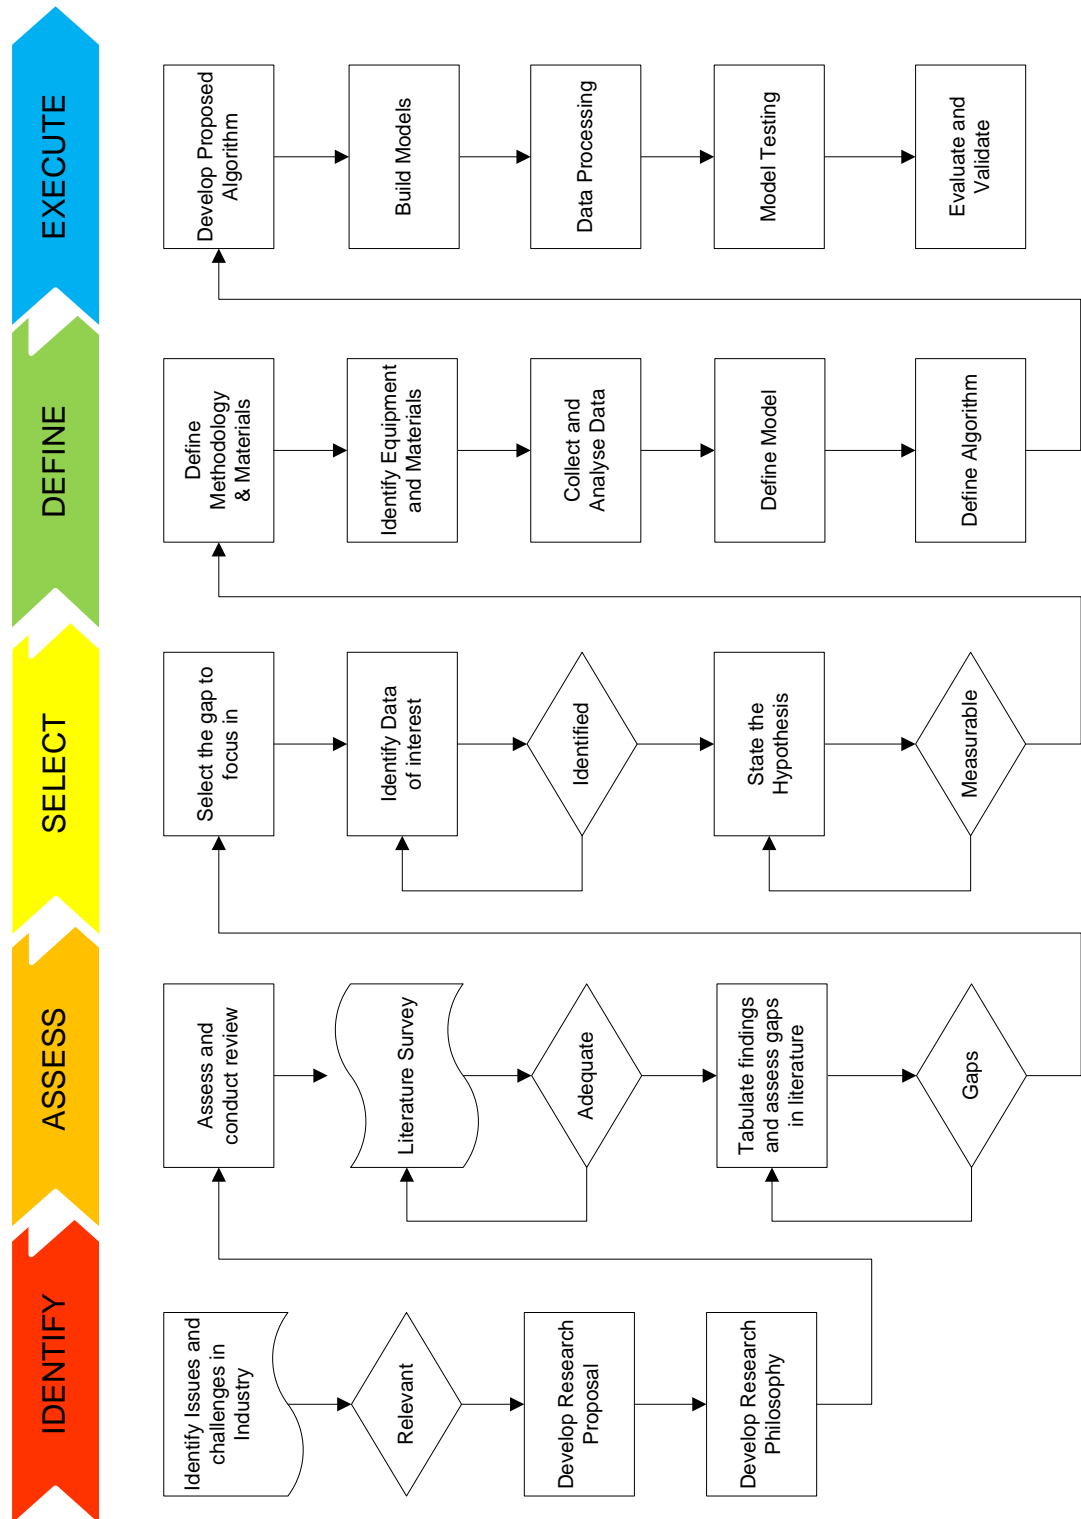 IDENTIFY
ASSESS
SELECT
DEFINE
EXECUTE
Identify Issues and
challenges in
Industry
Relevant
Develop Research
Proposal
Develop Research
Philosophy
Assess and
conduct review
Literature Survey
Adequate
Tabulate findings
and assess gaps
in literature
Gaps
Select the gap to
focus in
Identify Data
of interest
Identified
State the
Hypothesis
Measurable
Define
Methodology
& Materials
Identify Equipment
and Materials
Collect and
Analyse Data
Define Model
Define Algorithm
Develop Proposed
Algorithm
Build Models
Data Processing
Model Testing
Evaluate and
Validate